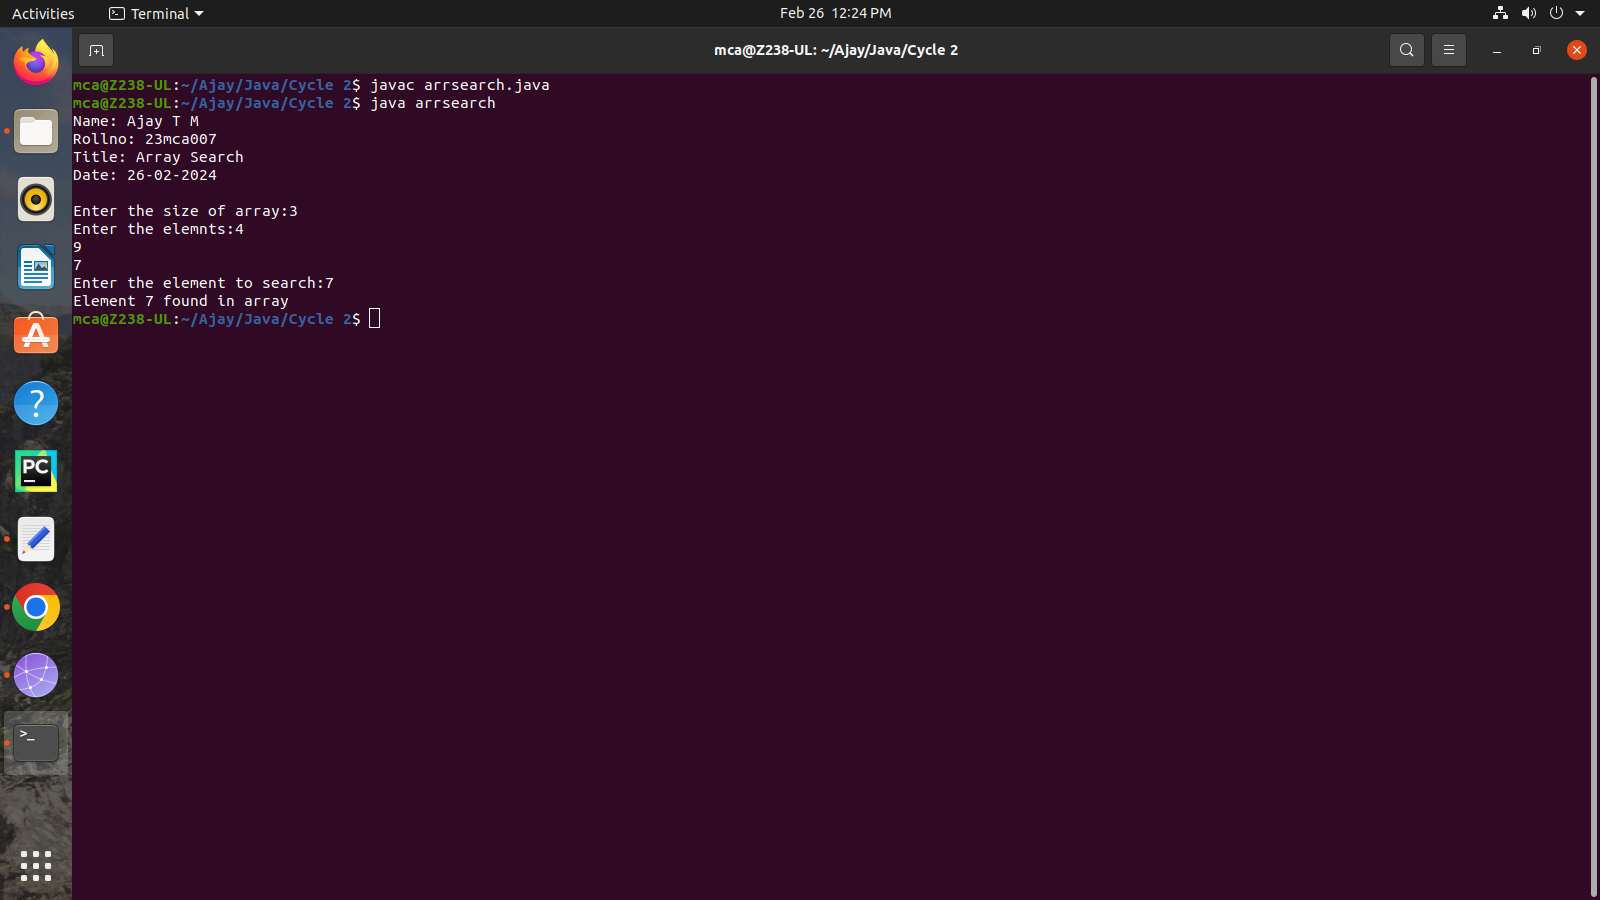 Activities Terminal Feb 26 12:24 PM
mca@Z238-UL: ~/Ajay/Java/Cycle 2
mca@Z238-UL:~/Ajay/Java/Cycle 2$ javac arrsearch.java
mca@Z238-UL:~/Ajay/Java/Cycle 2$ java arrsearch
Name: Ajay T M
Rollno: 23mca007
Title: Array Search
Date: 26-02-2024
Enter the size of array:3
Enter the elemnts:4
9
7
Enter the element to search:7
Element 7 found in array
mca@Z238-UL:~/Ajay/Java/Cycle 2$
?
PC
>_